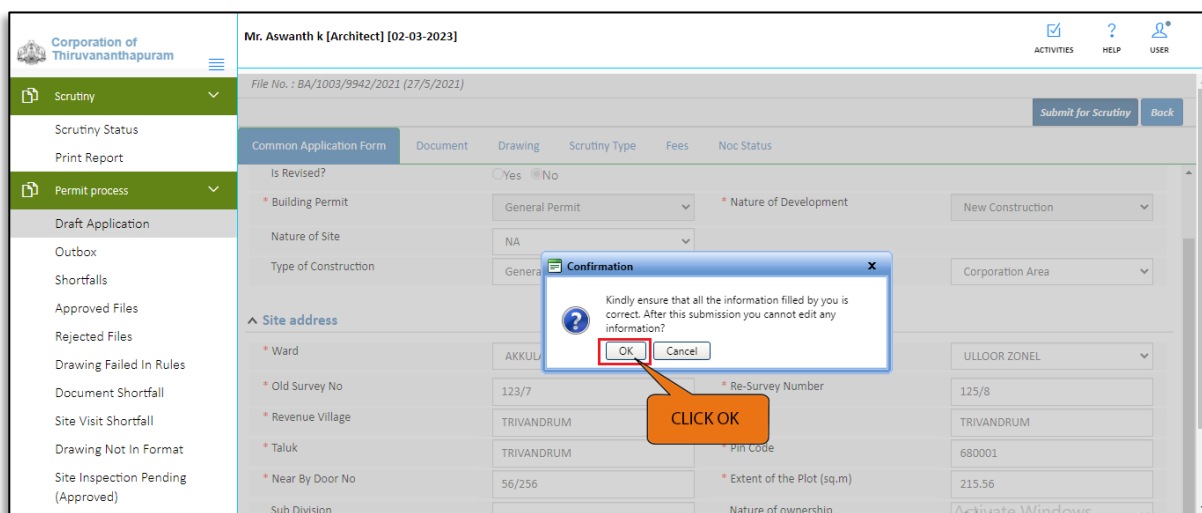 Corporation of
Thiruvananthapuram
Mr. Aswanth k [Architect] [02-03-2023]
ACTIVITIES
HELP
USER
Scrutiny
Scrutiny Status
Print Report
Permit process
Draft Application
Outbox
Shortfalls
Approved Files
Rejected Files
Drawing Failed In Rules
Document Shortfall
Site Visit Shortfall
Drawing Not In Format
Site Inspection Pending
(Approved)
File No. : BA/1003/9942/2021 (27/5/2021)
Submit for Scrutiny Back
Common Application Form Document Drawing Scrutiny Type Fees Noc Status
Is Revised? Yes No
* Building Permit General Permit * Nature of Development New Construction
Nature of Site NA
Type of Construction Genera Corporation Area
Confirmation x
Kindly ensure that all the information filled by you is
correct. After this submission you cannot edit any
information?
OK Cancel
CLICK OK
Site address
* Ward AKKUL ULLOOR ZONEL
* Old Survey No 123/7 * Re-Survey Number 125/8
* Revenue Village TRIVANDRUM TRIVANDRUM
* Taluk TRIVANDRUM * Pin Code 680001
* Near By Door No 56/256 * Extent of the Plot (sq.m) 215.56
Sub Division Nature of ownership
Activate Windows